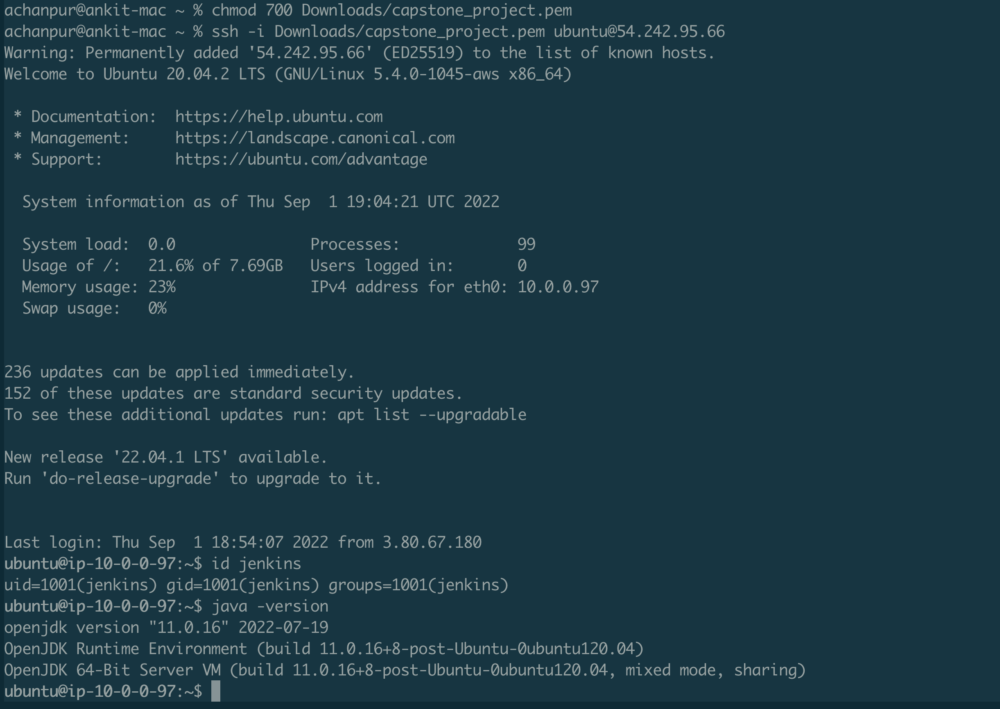 achanpur@ankit-mac ~ % chmod 700 Downloads/capstone_project.pem
achanpur@ankit-mac ~ % ssh -i Downloads/capstone_project.pem ubuntu@54.242.95.66
Warning: Permanently added '54.242.95.66' (ED25519) to the list of known hosts.
Welcome to Ubuntu 20.04.2 LTS (GNU/Linux 5.4.0-1045-aws x86_64)

 * Documentation:  https://help.ubuntu.com
 * Management:     https://landscape.canonical.com
 * Support:        https://ubuntu.com/advantage

  System information as of Thu Sep  1 19:04:21 UTC 2022

  System load:  0.0               Processes:             99
  Usage of /:   21.6% of 7.69GB   Users logged in:       0
  Memory usage: 23%               IPv4 address for eth0: 10.0.0.97
  Swap usage:   0%

236 updates can be applied immediately.
152 of these updates are standard security updates.
To see these additional updates run: apt list --upgradable

New release '22.04.1 LTS' available.
Run 'do-release-upgrade' to upgrade to it.

Last login: Thu Sep  1 18:54:07 2022 from 3.80.67.180
ubuntu@ip-10-0-0-97:~$ id jenkins
uid=1001(jenkins) gid=1001(jenkins) groups=1001(jenkins)
ubuntu@ip-10-0-0-97:~$ java -version
openjdk version "11.0.16" 2022-07-19
OpenJDK Runtime Environment (build 11.0.16+8-post-Ubuntu-0ubuntu120.04)
OpenJDK 64-Bit Server VM (build 11.0.16+8-post-Ubuntu-0ubuntu120.04, mixed mode, sharing)
ubuntu@ip-10-0-0-97:~$